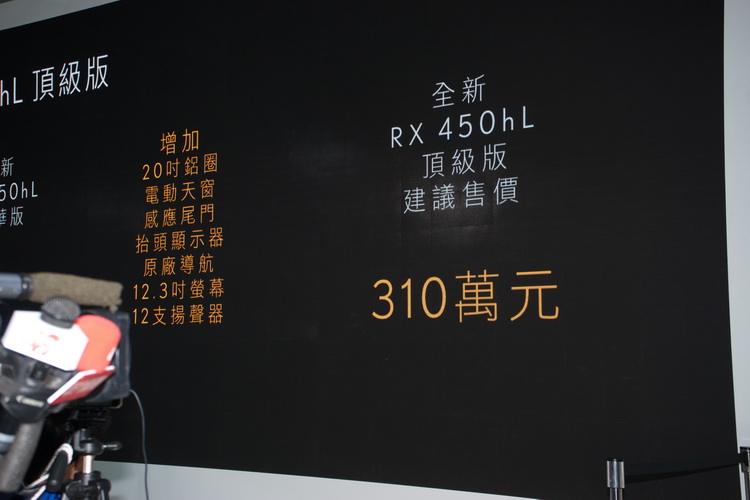 hL 頂級版
新
50hL
華版
增加
20吋鋁圈
電動天窗
感應尾門
抬頭顯示器
原廠導航
12.3吋螢幕
12支揚聲器
全新
RX 450hL
頂級版
建議售價
310萬元
Canon